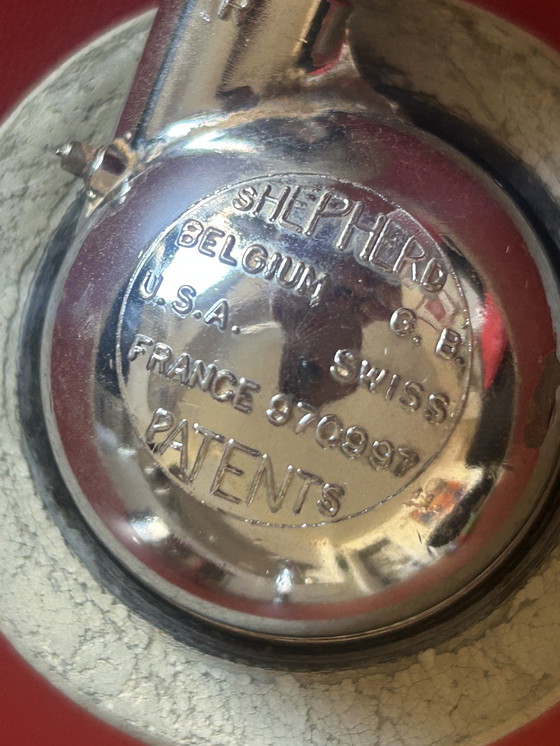 SHEPHERD
BELGIUM
U.S.A. G.B.
FRANCE SWISS
970997
PATENTS